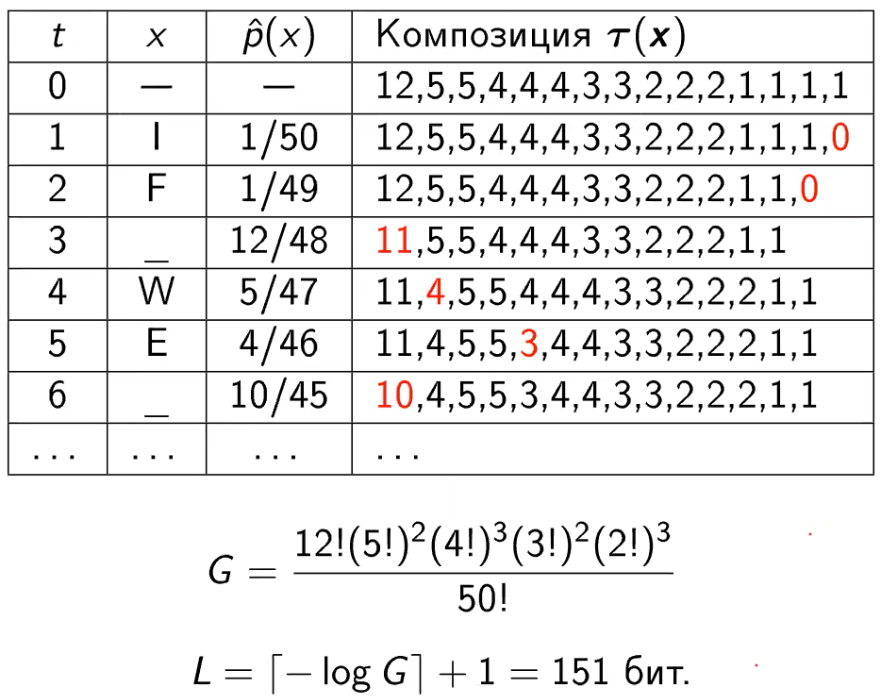 t x p̂(x) Композиция τ(x)
0 — — 12,5,5,4,4,4,3,3,2,2,2,1,1,1,1
1 I 1/50 12,5,5,4,4,4,3,3,2,2,2,1,1,1,0
2 F 1/49 12,5,5,4,4,4,3,3,2,2,2,1,1,0
3 _ 12/48 11,5,5,4,4,4,3,3,2,2,2,1,1
4 W 5/47 11,4,5,5,4,4,4,3,3,2,2,2,1,1
5 E 4/46 11,4,5,5,3,4,4,3,3,2,2,2,1,1
6 _ 10/45 10,4,5,5,3,4,4,3,3,2,2,2,1,1
... ... ... ...
G = 12!(5!)²(4!)³(3!)²(2!)³ / 50!
L = ⌈− log G⌉ + 1 = 151 бит.